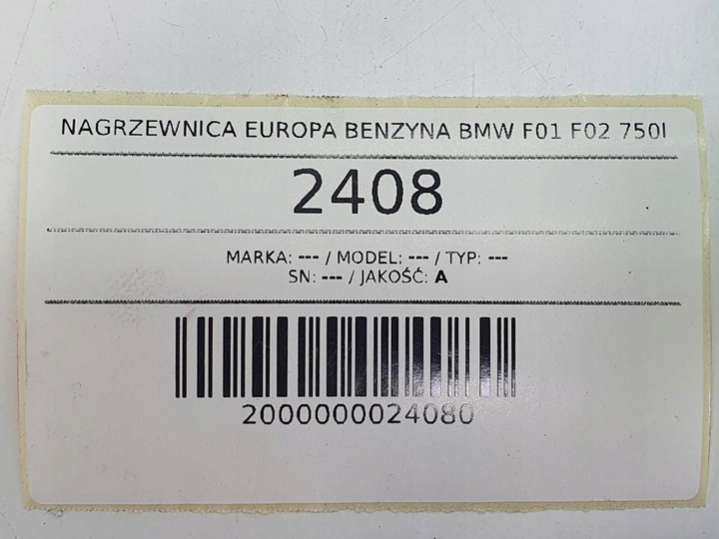 NAGRZEWNICA EUROPA BENZYNA BMW F01 F02 750I
2408
MARKA: --- / MODEL: --- / TYP: ---
SN: --- / JAKOŚĆ: A
2000000024080